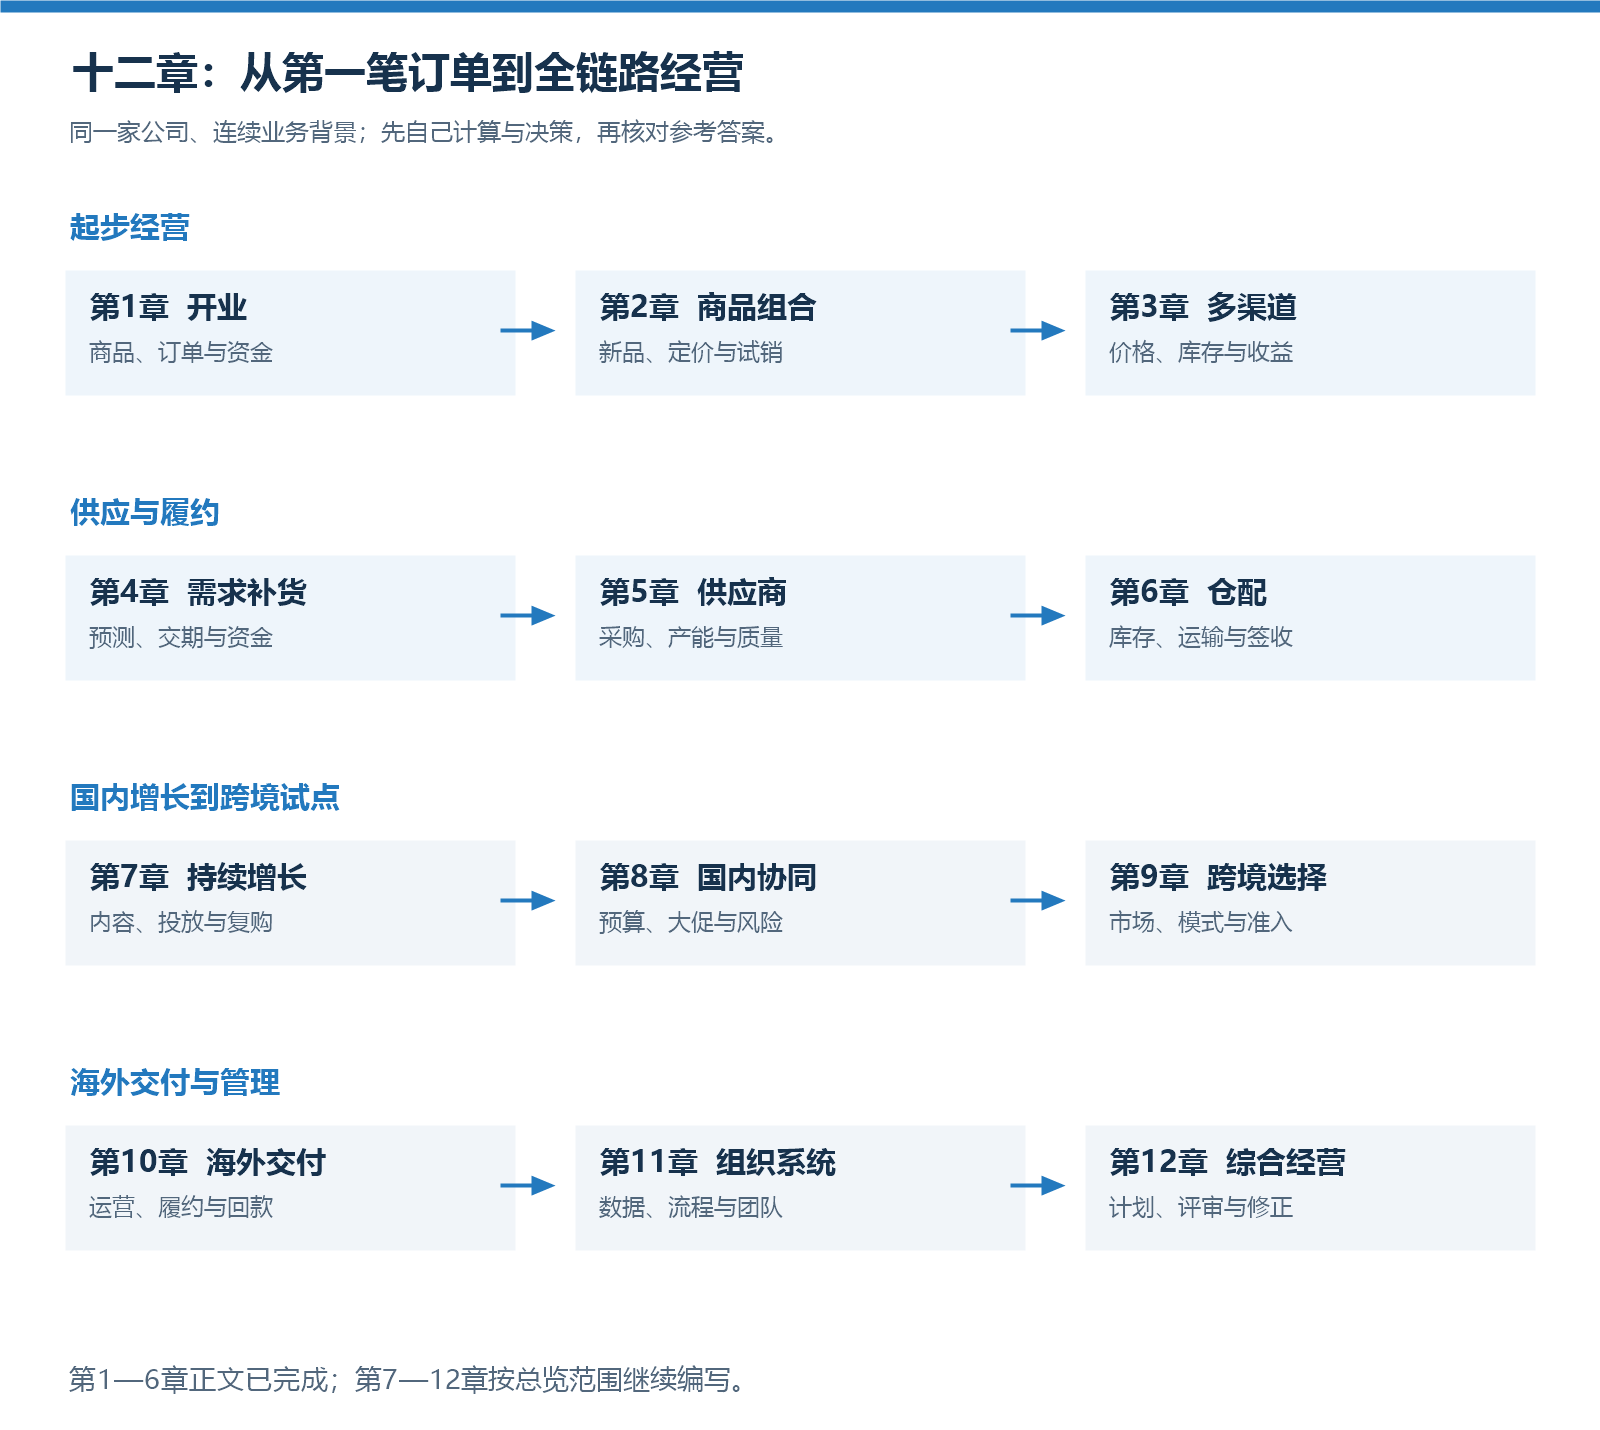 十二章：从第一笔订单到全链路经营
同一家公司、连续业务背景；先自己计算与决策，再核对参考答案。
起步经营
第1章 开业
商品、订单与资金
第2章 商品组合
新品、定价与试销
第3章 多渠道
价格、库存与收益
供应与履约
第4章 需求补货
预测、交期与资金
第5章 供应商
采购、产能与质量
第6章 仓配
库存、运输与签收
国内增长到跨境试点
第7章 持续增长
内容、投放与复购
第8章 国内协同
预算、大促与风险
第9章 跨境选择
市场、模式与准入
海外交付与管理
第10章 海外交付
运营、履约与回款
第11章 组织系统
数据、流程与团队
第12章 综合经营
计划、评审与修正
第1—6章正文已完成；第7—12章按总览范围继续编写。